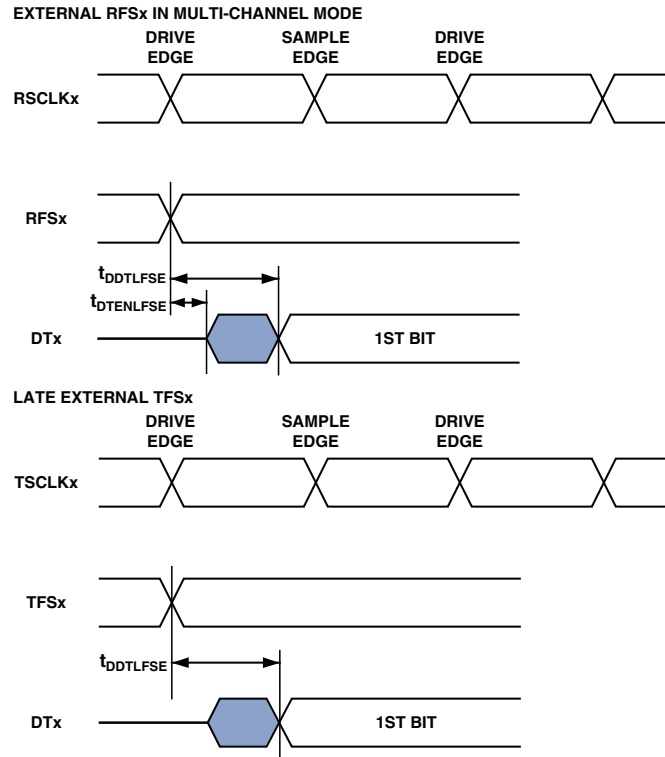 EXTERNAL RFSx IN MULTI-CHANNEL MODE
DRIVE EDGE
SAMPLE EDGE
DRIVE EDGE
RSCLKx
RFSx
tDDTLFSE
tDTENLFSE
DTx
1ST BIT
LATE EXTERNAL TFSx
DRIVE EDGE
SAMPLE EDGE
DRIVE EDGE
TSCLKx
TFSx
tDDTLFSE
DTx
1ST BIT